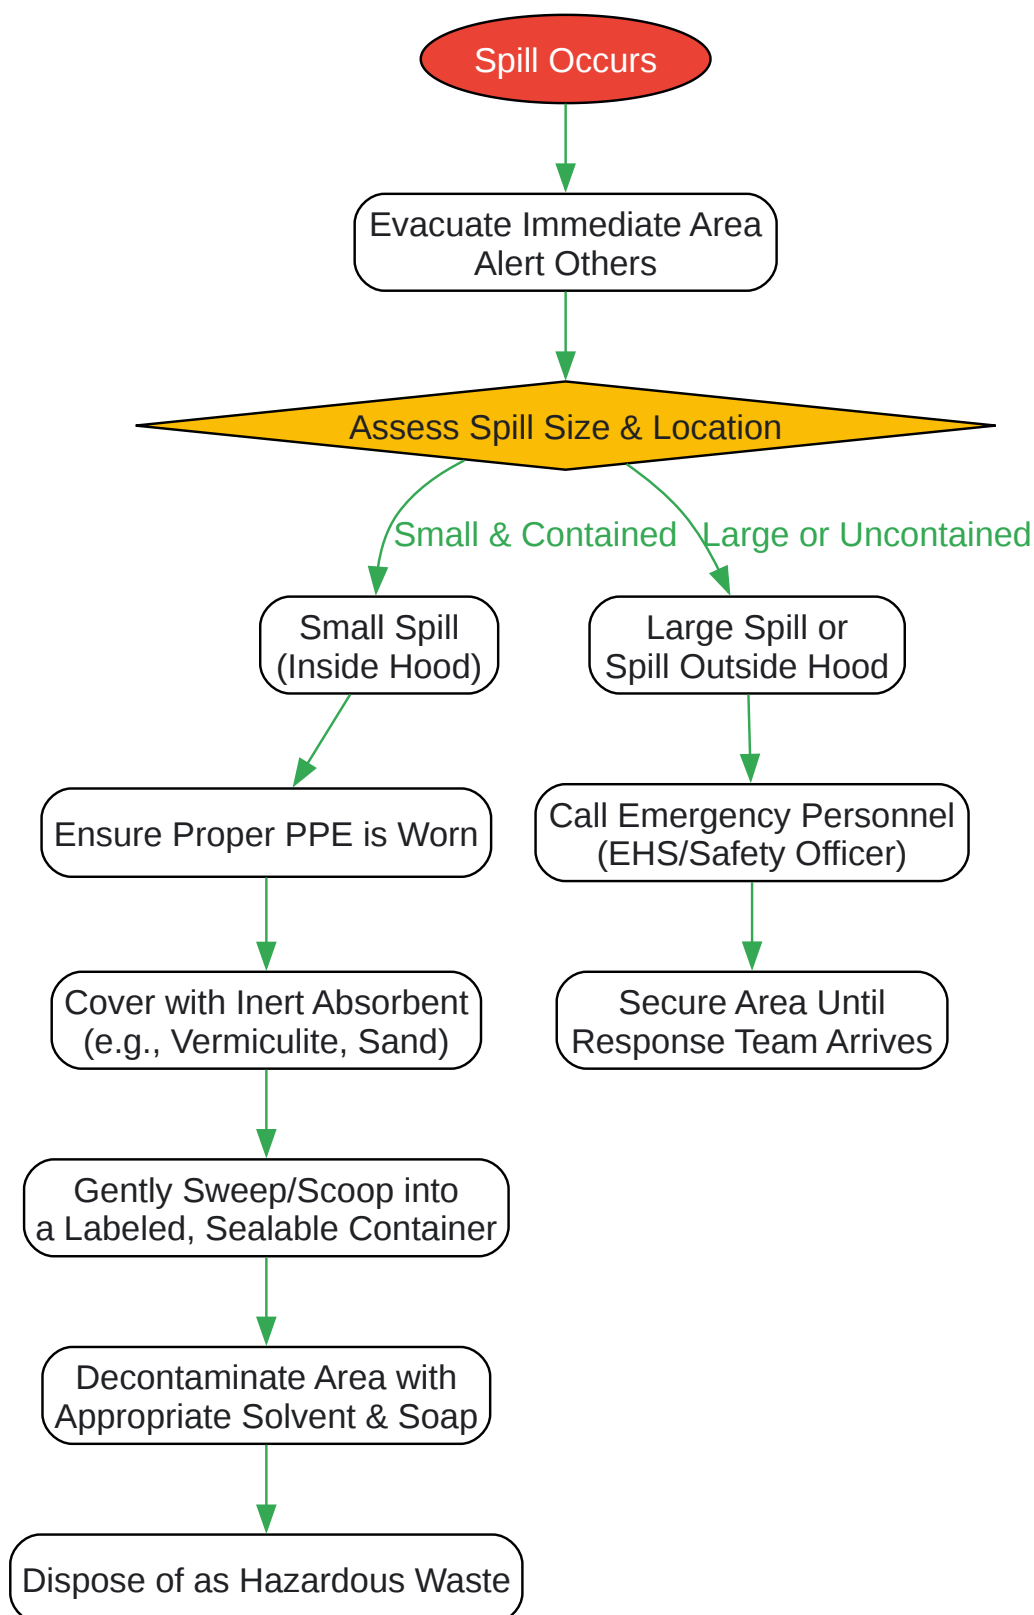 Spill Occurs
Evacuate Immediate Area
Alert Others
Assess Spill Size & Location
Small & Contained
Large or Uncontained
Small Spill
(Inside Hood)
Large Spill or
Spill Outside Hood
Ensure Proper PPE is Worn
Call Emergency Personnel
(EHS/Safety Officer)
Cover with Inert Absorbent
(e.g., Vermiculite, Sand)
Secure Area Until
Response Team Arrives
Gently Sweep/Scoop into
a Labeled, Sealable Container
Decontaminate Area with
Appropriate Solvent & Soap
Dispose of as Hazardous Waste